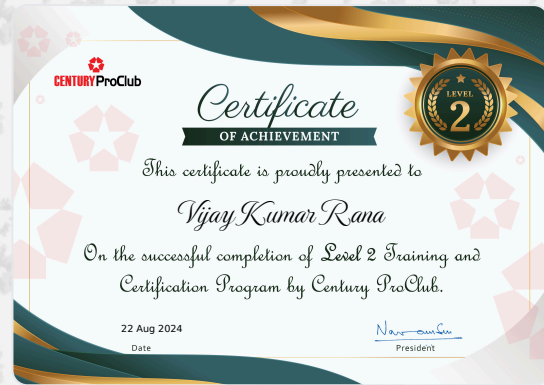 CENTURY ProClub
LEVEL
2
Certificate
OF ACHIEVEMENT
This certificate is proudly presented to
Vijay Kumar Rana
On the successful completion of Level 2 Training and
Certification Program by Century ProClub.
22 Aug 2024
Date
President